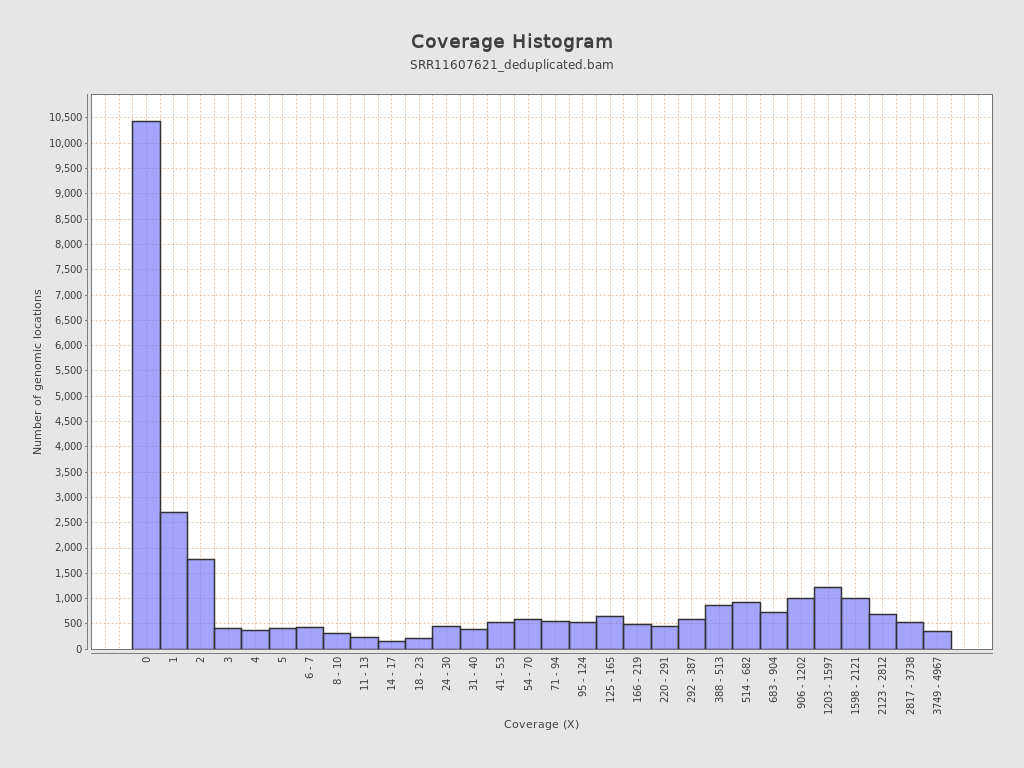 Coverage Histogram
SRR11607621_deduplicated.bam
Number of genomic locations
10,500
10,000
9,500
9,000
8,500
8,000
7,500
7,000
6,500
6,000
5,500
5,000
4,500
4,000
3,500
3,000
2,500
2,000
1,500
1,000
500
0
0
1
2
3
4
5
6 - 7
8 - 10
11 - 13
14 - 17
18 - 23
24 - 30
31 - 40
41 - 53
54 - 70
71 - 94
95 - 124
125 - 165
166 - 219
220 - 291
292 - 387
388 - 513
514 - 682
683 - 904
906 - 1202
1203 - 1597
1598 - 2121
2123 - 2812
2817 - 3738
3749 - 4967
Coverage (X)